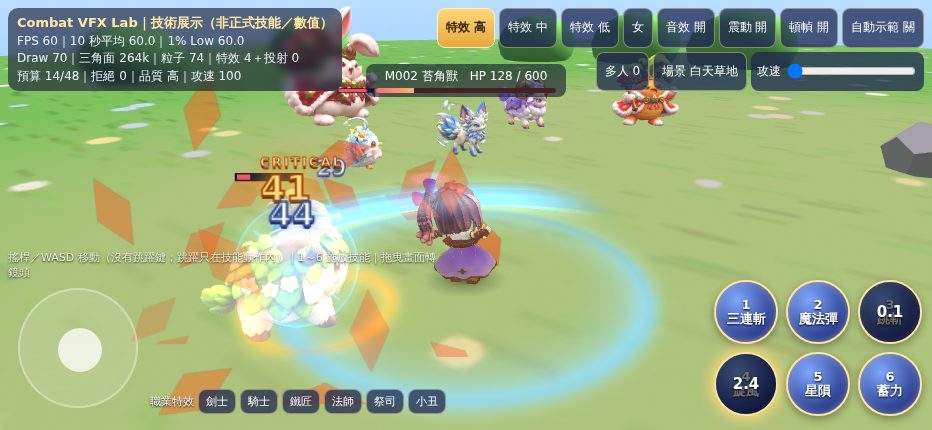 Combat VFX Lab｜技術展示（非正式技能／數值）
FPS 60｜10 秒平均 60.0｜1% Low 60.0
Draw 70｜三角面 264k｜粒子 74｜特效 4＋投射 0
預算 14/48｜拒絕 0｜品質 高｜攻速 100
特效 高
特效 中
特效 低
女
音效 開
震動 開
頓幀 開
自動示範 關
多人 0
場景 白天草地
攻速
M002 苔角獸 HP 128 / 600
CRITICAL
29
41
44
搖桿／WASD 移動（沒有跳躍鍵；跳躍只在技能動作內）｜1～6 施放技能｜拖曳畫面轉
鏡頭
1
三連斬
2
魔法彈
3
0.1
跳斬
4
2.4
旋風
5
星隕
6
蓄力
職業特效
劍士
騎士
鐵匠
法師
祭司
小丑